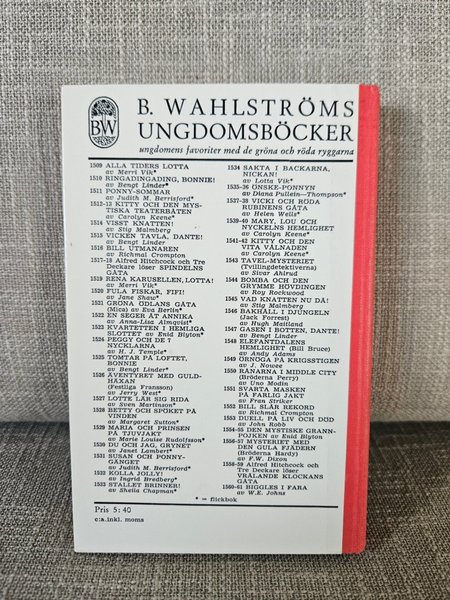 BW
B. WAHLSTRÖMS
UNGDOMSBÖCKER
ungdomens favoriter med de gröna och röda ryggarna
1509 ALLA TIDERS LOTTA
av Merri Vik*
1510 RINGADINGADING, BONNIE!
av Bengt Linder*
1511 PONNY-SOMMAR
av Judith M. Berrisford*
1512-13 KITTY OCH DEN MYS-
TISKA TEATERBÅTEN
av Carolyn Keene*
1514 VISST KNATTEN!
av Stig Malmberg
1515 VICKEN TAVLA, DANTE!
av Bengt Linder
1516 BILL UTMANAREN
av Richmal Crompton
1517-18 Alfred Hitchcock och Tre
Deckare löser SPINDELNS
GÅTA
1519 RENA KARUSELLEN, LOTTA!
av Merri Vik*
1520 FULA FISKAR, FIFI!
av Jane Shaw*
1521 GRÖNA ÖDLANS GÅTA
(Mica) av Eva Berlin*
1522 EN SEGER ÅT ANNIKA
av Anna-Lisa Almqvist*
1523 KVARTETTEN I HEMLIGA
SLOTTET av Enid Blyton*
1524 PEGGY OCH DE 7
NYCKLARNA
av H. J. Temple*
1525 TOMTAR PÅ LOFTET,
BONNIE
av Bengt Linder*
1526 ÄVENTYRET MED GULD-
HÄXAN
(Festliga Fransson)
av Jerry West*
1527 LOTTE LÄR SIG RIDA
av Sven Martinson*
1528 BETTY OCH SPÖKET PÅ
VINDEN
av Margaret Sutton*
1529 MARIA OCH PRINSEN
PÅ TJUVJAKT
av Marie Louise Rudolfsson*
1530 DU OCH JAG, GRYNET
av Janet Lambert*
1531 SUSAN OCH PONNY-
GÄNGET
av Judith M. Berrisford*
1532 KOLLA JOLLY!
av Ingrid Bredberg*
1533 STALLET BRINNER!
av Sheila Chapman*
1534 SAKTA I BACKARNA,
NICKAN!
av Lotta Vik*
1535-36 ÖNSKE-PONNYN
av Diana Pullein-Thompson*
1537-38 VICKI OCH RÖDA
RUBINENS GÅTA
av Helen Wells*
1539-40 MARY, LOU OCH
NYCKELNS HEMLIGHET
av Carolyn Keene*
1541-42 KITTY OCH DEN
VITA VÅLNADEN
av Carolyn Keene*
1543 TAVEL-MYSTERIET
(Tvillingdetektiverna)
av Sivar Ahlrud
1544 BOMBA OCH DEN
GRYMME HÖVDINGEN
av Roy Rockwood
1545 VAD KNATTEN NU DÅ!
av Stig Malmberg
1546 BAKHÅLL I DJUNGELN
(Jack Forrest)
av Hugh Maitland
1547 GASEN I BOTTEN, DANTE!
av Bengt Linder
1548 ELEFANTDALENS
HEMLIGHET (Bill Bruce)
av Andy Adams
1549 ÖRNÖGA PÅ KRIGSSTIGEN
av J. Nowee
1550 RÅNARNA I MIDDLE CITY
(Bröderna Perry)
av Uno Modin
1551 SVARTA MASKEN
PÅ FARLIG JAKT
av Fran Striker
1552 BILL SLÅR REKORD
av Richmal Crompton
1553 DUELL PÅ LIV OCH DÖD
av John Robb
1554-55 DEN MYSTISKE GRANN-
POJKEN av Enid Blyton
1556-57 MYSTERIET MED
DEN GULA FJÄDERN
(Bröderna Hardy)
av F.W. Dixon
1558-59 Alfred Hitchcock och
Tre Deckare löser
VRÅLANDE KLOCKANS
GÅTA
1560-61 BIGGLES I FARA
av W.E. Johns
* = flickbok
Pris 5:40
c:a.inkl. moms